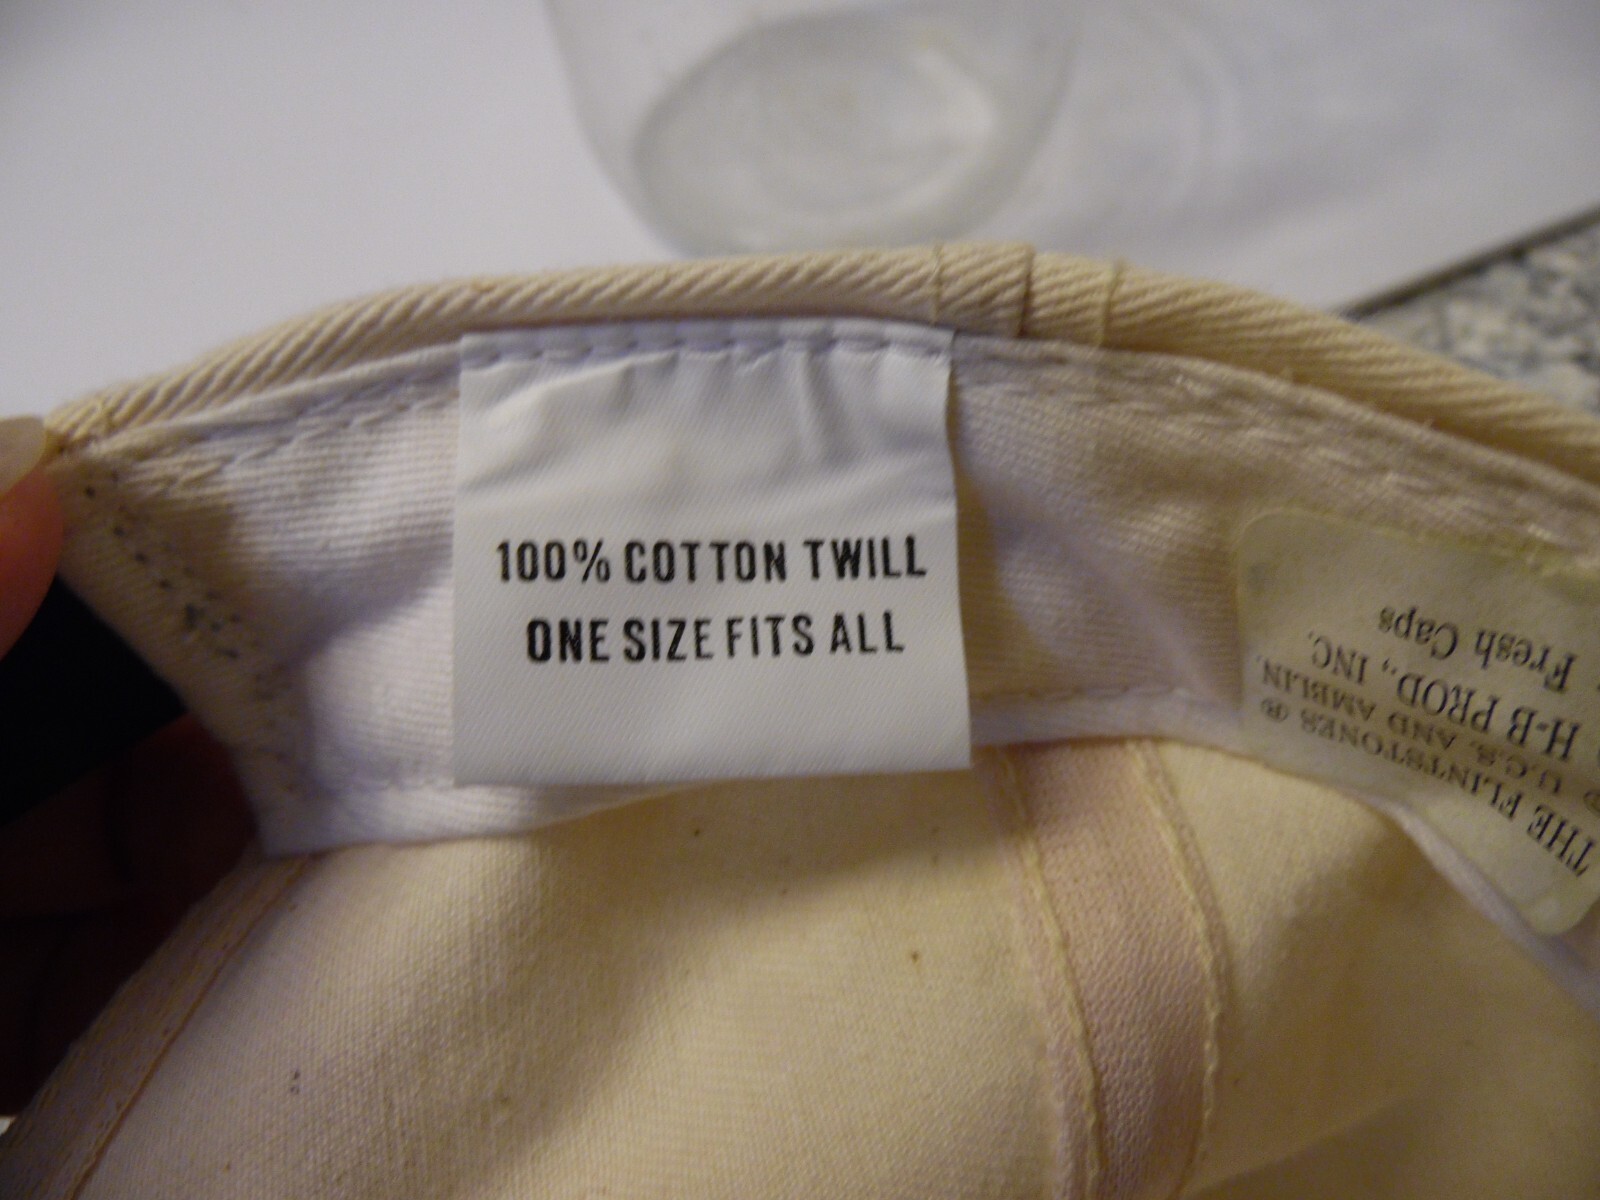 100% COTTON TWILL
ONE SIZE FITS ALL
THE FLINTSTONES ®
U.C.S. AND AMBLIN.
H-B PROD., INC.
Fresh Caps